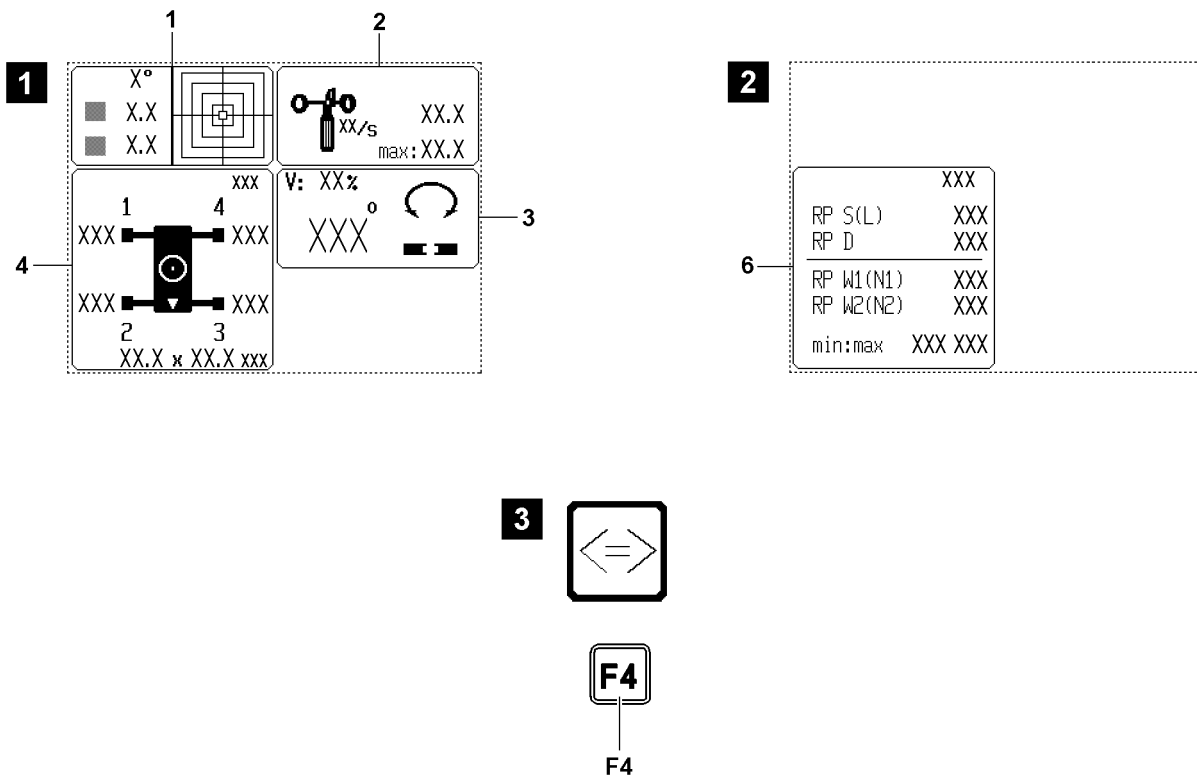 1
2
1
X°
X.X
X.X
XX/s
XX.X
max:XX.X
XXX
1
4
XXX
XXX
XXX
XXX
2
3
XX.X x XX.X XXX
4
V: XX%
XXX°
3
2
XXX
RP S(L) XXX
RP D XXX
RP W1(N1) XXX
RP W2(N2) XXX
min:max XXX XXX
6
3
<=>
F4
F4